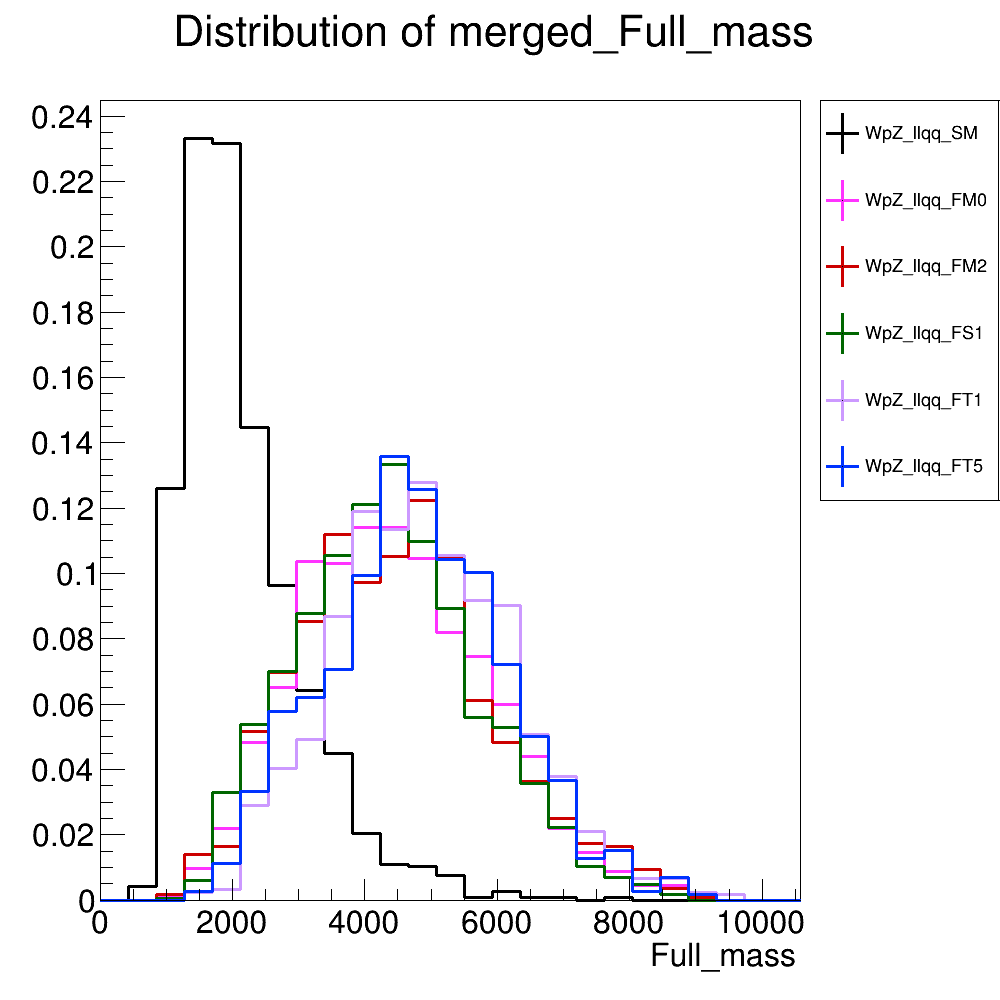 Distribution of merged_Full_mass
0.24
0.22
0.2
0.18
0.16
0.14
0.12
0.1
0.08
0.06
0.04
0.02
0
0 2000 4000 6000 8000 10000
Full_mass
WpZ_llqq_SM
WpZ_llqq_FM0
WpZ_llqq_FM2
WpZ_llqq_FS1
WpZ_llqq_FT1
WpZ_llqq_FT5